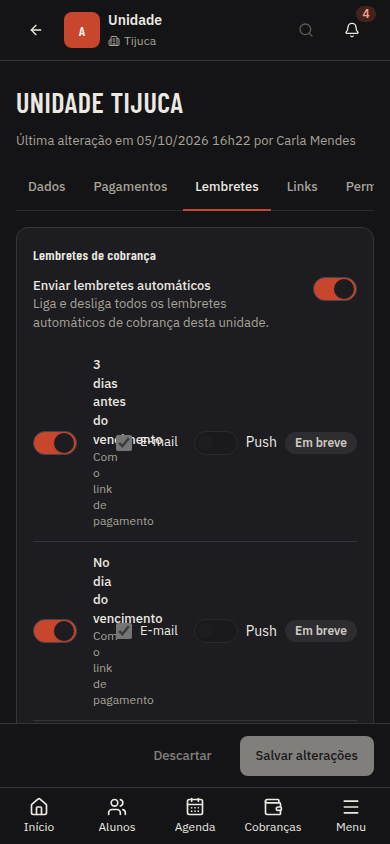 4
A
Unidade
Tijuca
UNIDADE TIJUCA
Última alteração em 05/10/2026 16h22 por Carla Mendes
Dados Pagamentos Lembretes Links Perm
Lembretes de cobrança
Enviar lembretes automáticos
Liga e desliga todos os lembretes
automáticos de cobrança desta unidade.
3
dias
antes
do
vencimento
Com
o
link
de
pagamento
E-mail Push Em breve
No
dia
do
vencimento
Com
o
link
de
pagamento
E-mail Push Em breve
Descartar Salvar alterações
Início Alunos Agenda Cobranças Menu